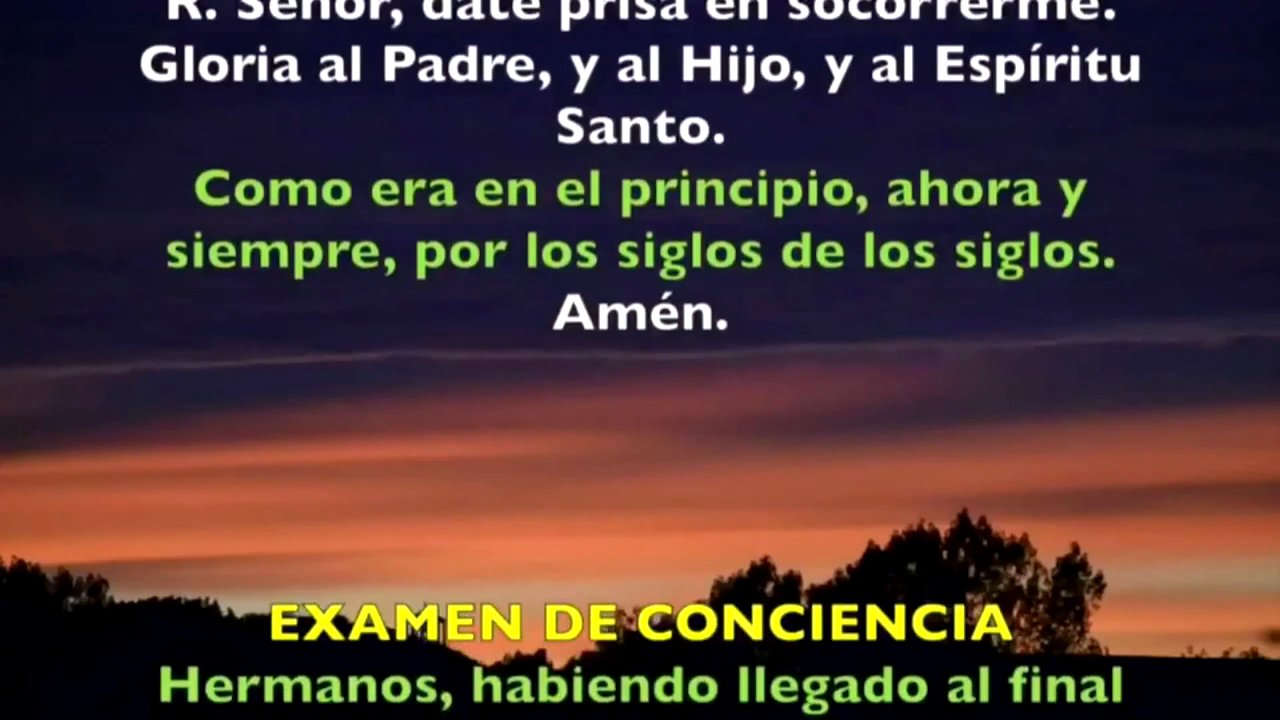 R. Señor, date prisa en socorrerme.
Gloria al Padre, y al Hijo, y al Espíritu
Santo.
Como era en el principio, ahora y
siempre, por los siglos de los siglos.
Amén.
EXAMEN DE CONCIENCIA
Hermanos, habiendo llegado al final